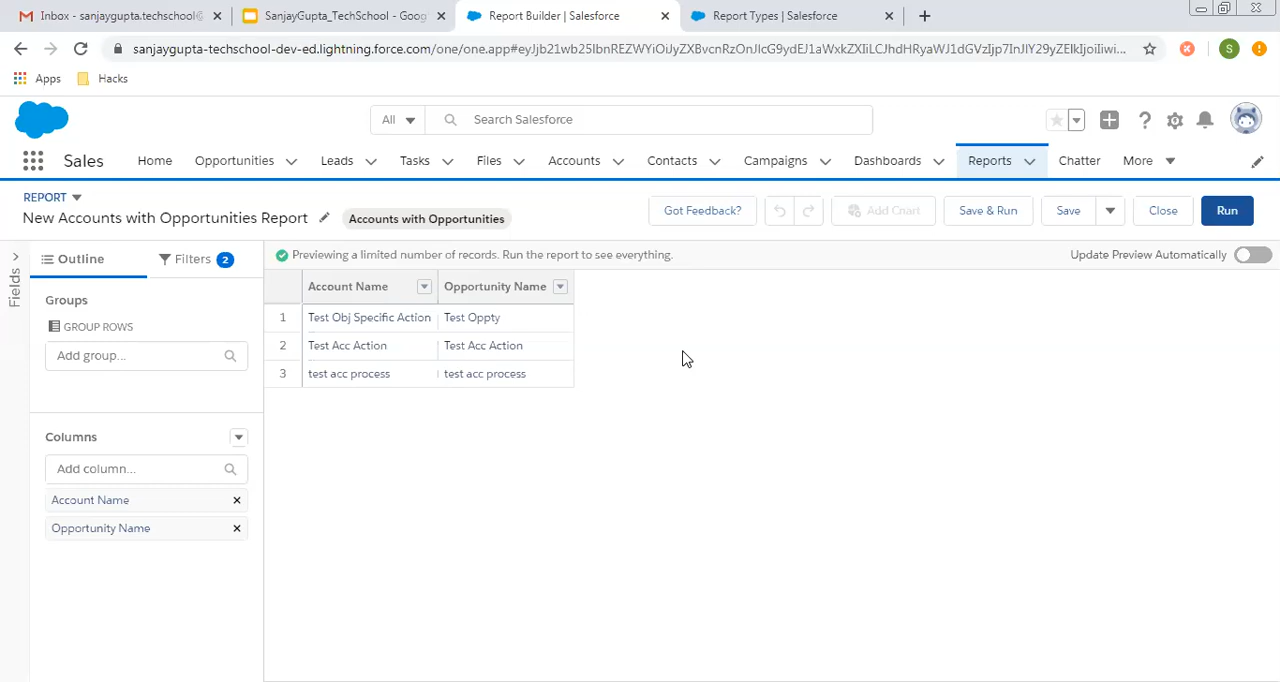 Inbox - sanjaygupta.techschool@
SanjayGupta_TechSchool - Goog
Report Builder | Salesforce
Report Types | Salesforce
sanjaygupta-techschool-dev-ed.lightning.force.com/one/one.app#
Apps
Hacks
S
All
Search Salesforce
Sales
Home
Opportunities
Leads
Tasks
Files
Accounts
Contacts
Campaigns
Dashboards
Reports
Chatter
More
REPORT
New Accounts with Opportunities Report
Acounts with Opportunities
Got Feedback?
Add Chart
Save & Run
Save
Close
Run
Fields
Outline
Filters 2
Previewing a limited number of records. Run the report to see everything.
Update Preview Automatically
Groups
GROUP ROWS
Add group...
Columns
Add column...
Account Name
Opportunity Name
Account Name Opportunity Name
1 Test Obj Specific Action Test Oppty
2 Test Acc Action Test Acc Action
3 test acc process test acc process